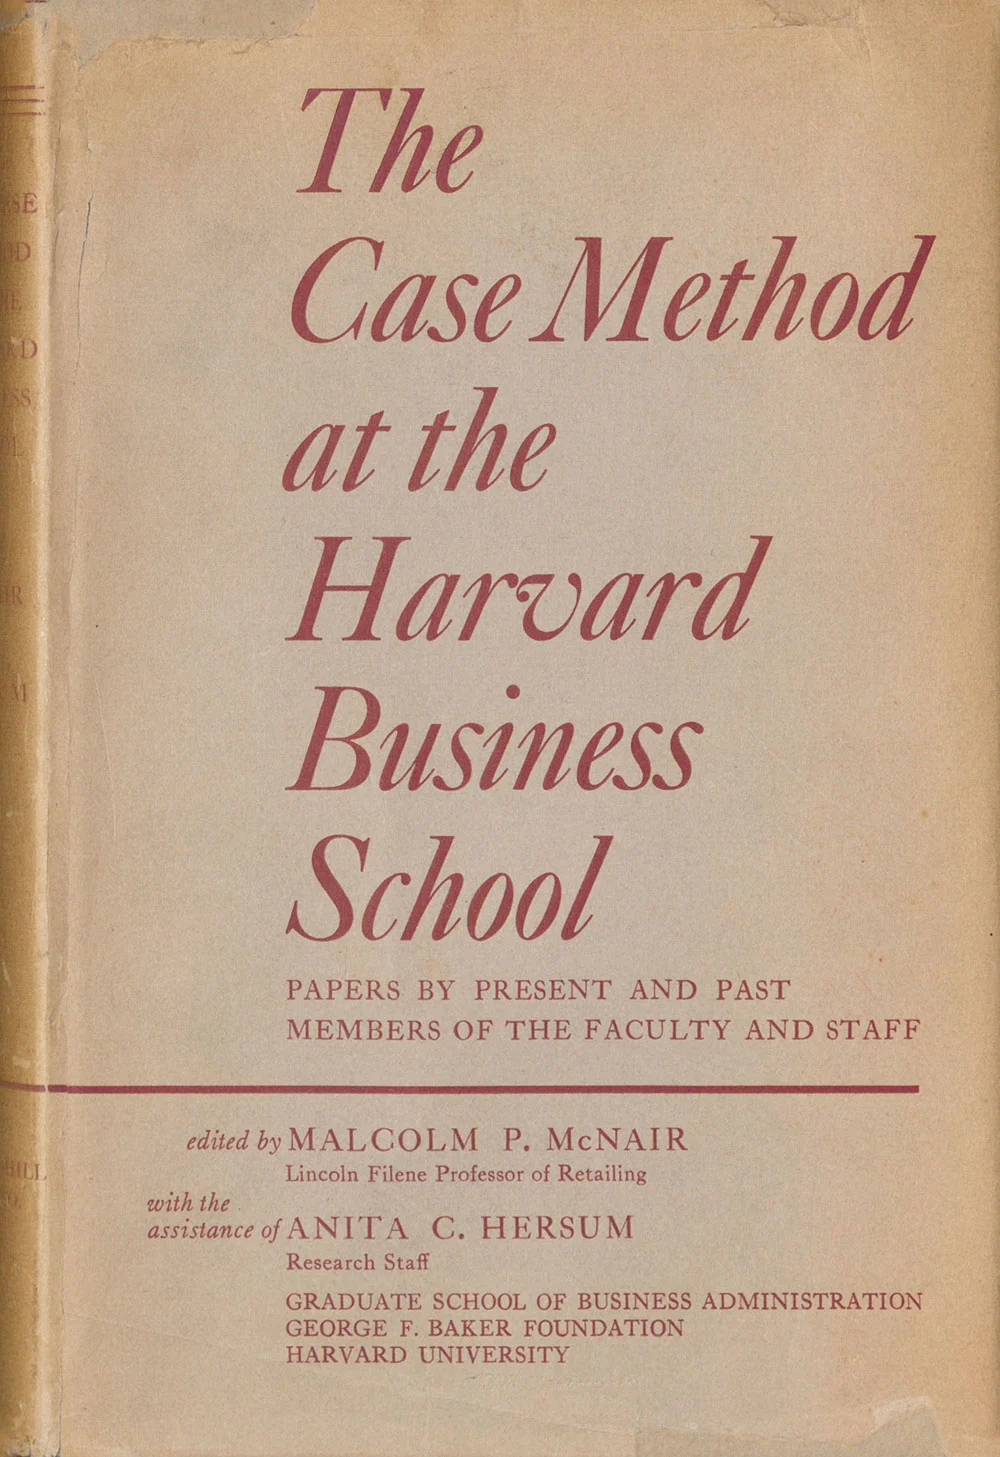 The
Case Method
at the
Harvard
Business
School
PAPERS BY PRESENT AND PAST
MEMBERS OF THE FACULTY AND STAFF
edited by MALCOLM P. McNAIR
Lincoln Filene Professor of Retailing
with the
assistance of ANITA C. HERSUM
Research Staff
GRADUATE SCHOOL OF BUSINESS ADMINISTRATION
GEORGE F. BAKER FOUNDATION
HARVARD UNIVERSITY